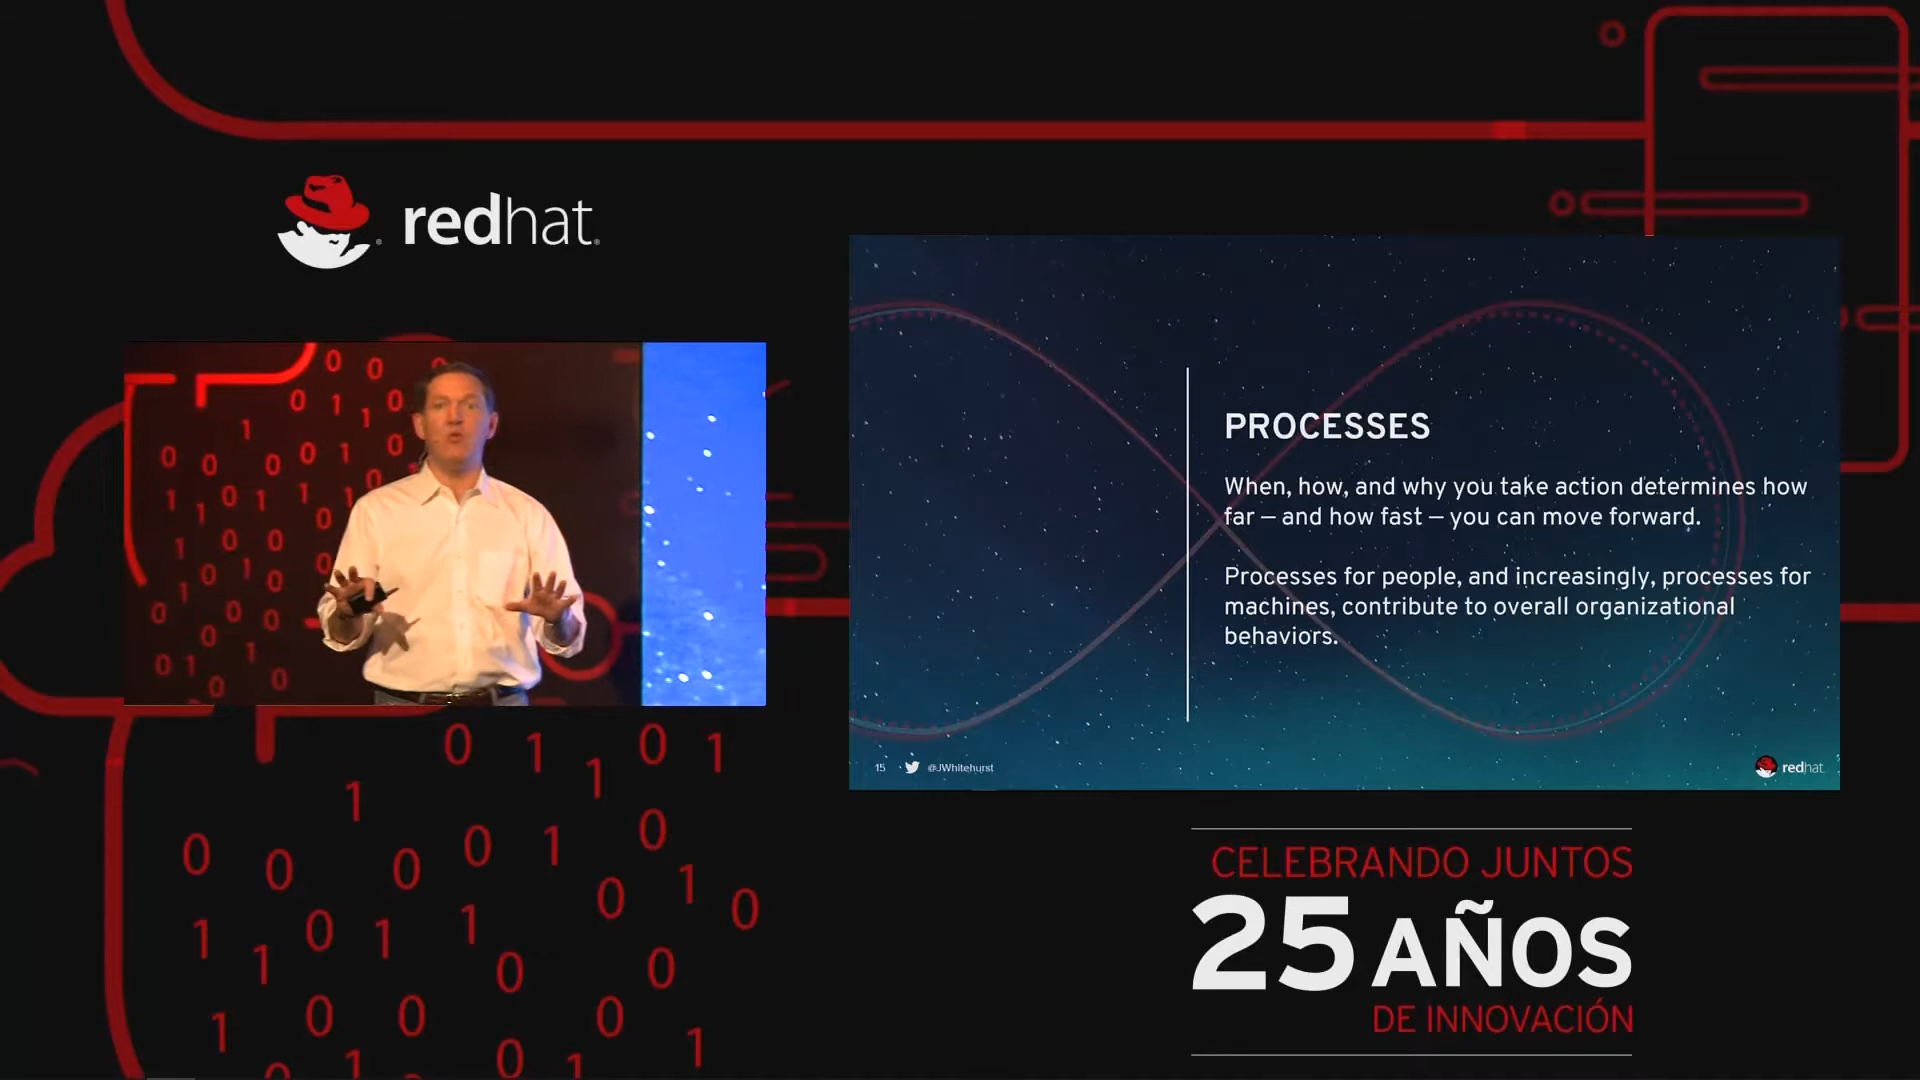 redhat
PROCESSES
When, how, and why you take action determines how
far – and how fast – you can move forward.
Processes for people, and increasingly, processes for
machines, contribute to overall organizational
behaviors.
15 @JWhitehurst
redhat
CELEBRANDO JUNTOS
25 AÑOS
DE INNOVACIÓN